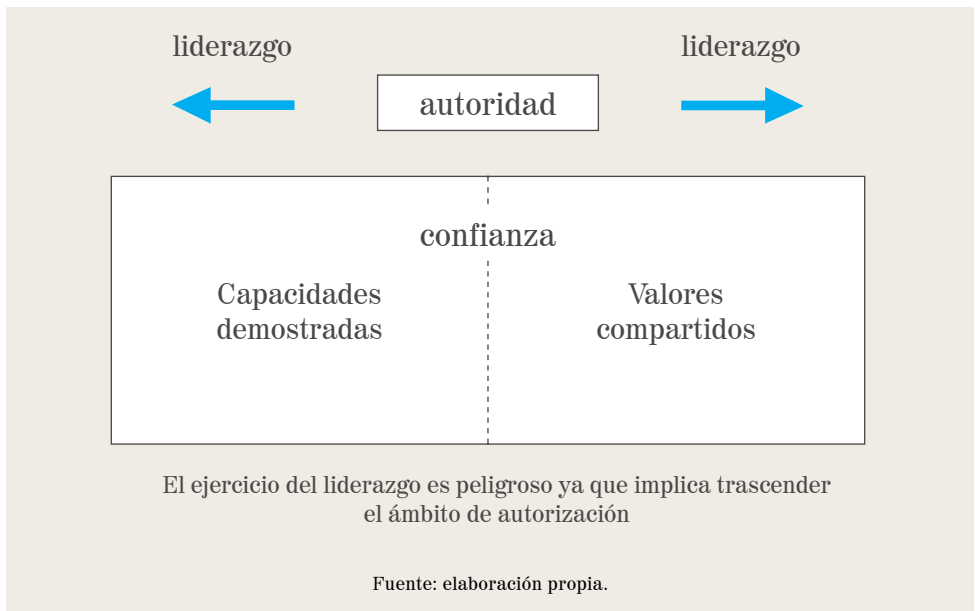 liderazgo
liderazgo
autoridad
confianza
Capacidades
demostradas
Valores
compartidos
El ejercicio del liderazgo es peligroso ya que implica trascender
el ámbito de autorización
Fuente: elaboración propia.